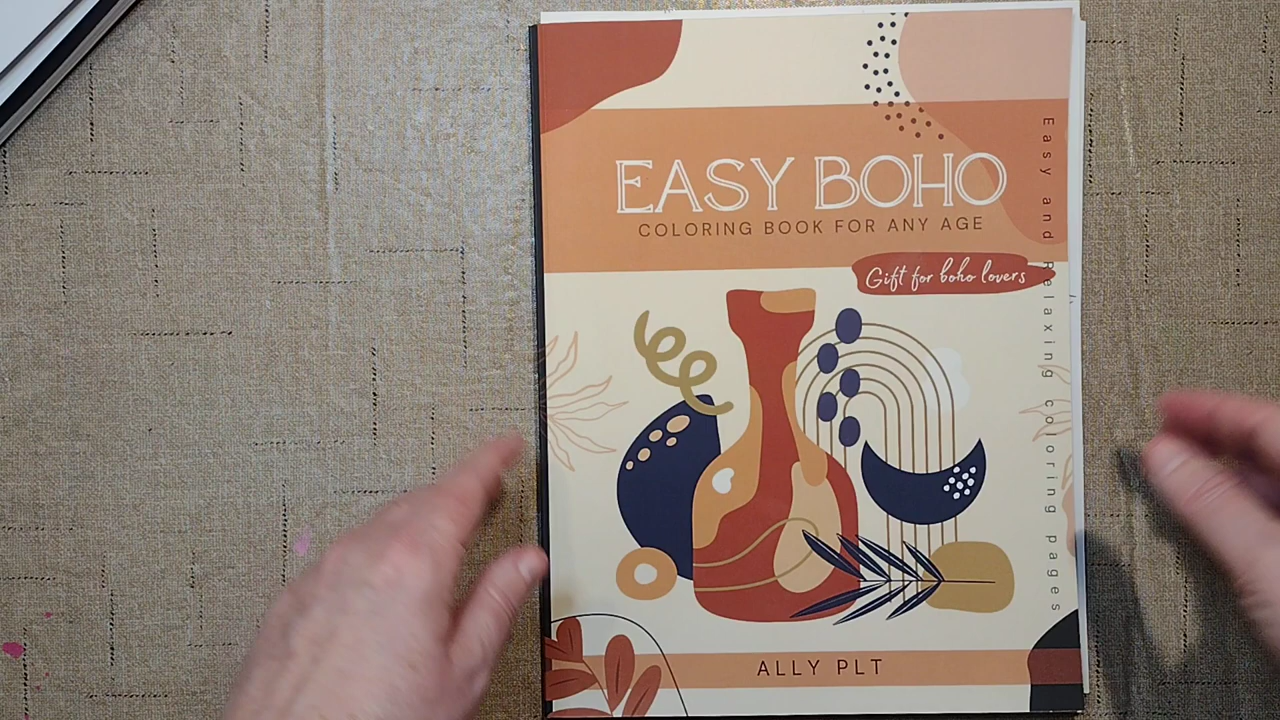 EASY BOHO
COLORING BOOK FOR ANY AGE
Gift for boho lovers
Easy and Relaxing coloring pages
ALLY PLT